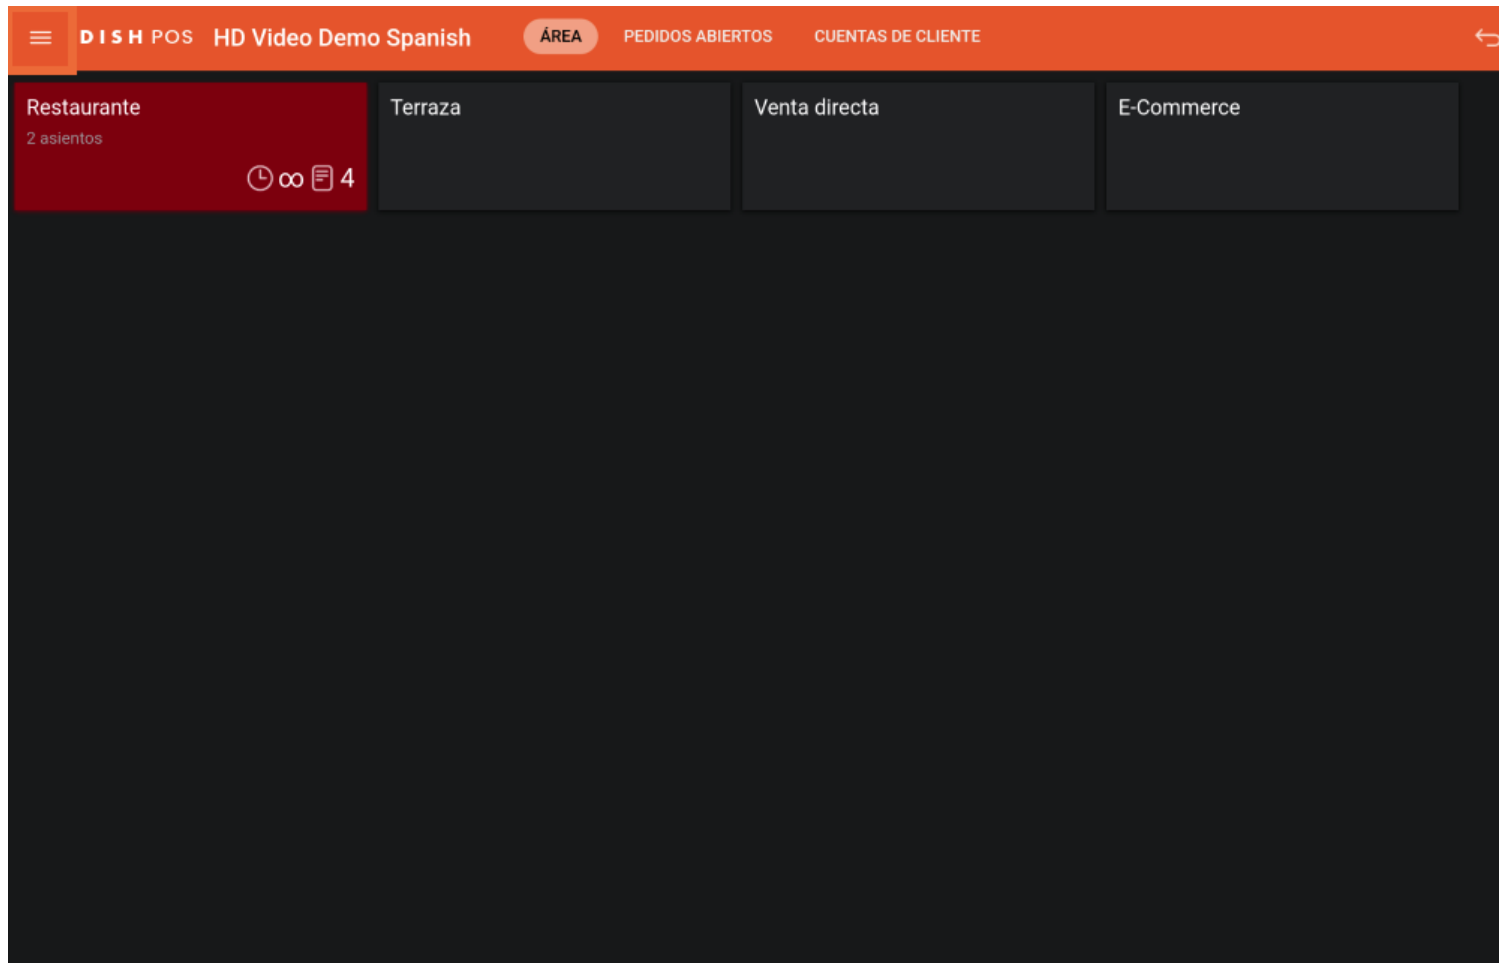 DISH POS HD Video Demo Spanish ÁREA PEDIDOS ABIERTOS CUENTAS DE CLIENTE
Restaurante
2 asientos
∞ 4
Terraza
Venta directa
E-Commerce